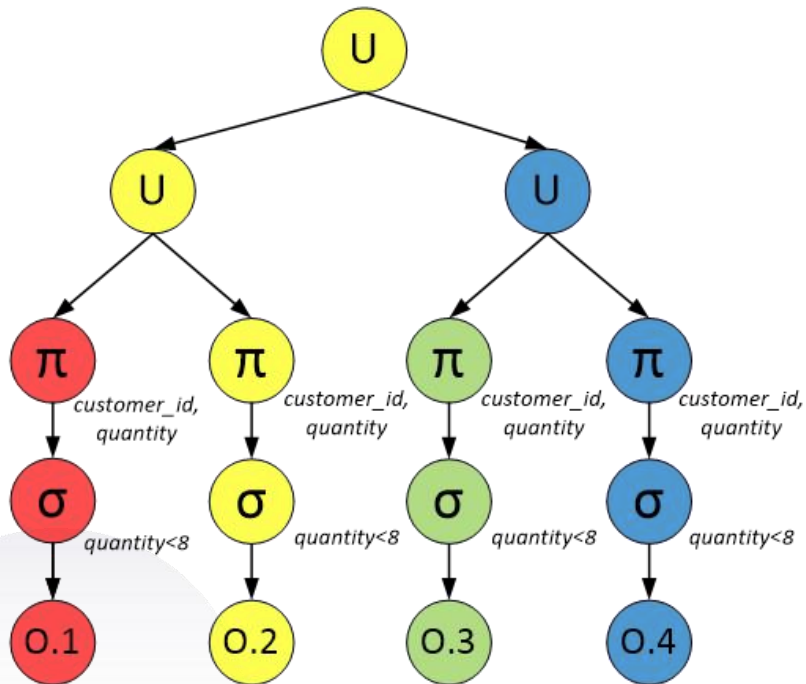 U
U U
π π π π
customer_id, customer_id, customer_id, customer_id,
quantity quantity quantity quantity
σ σ σ σ
quantity<8 quantity<8 quantity<8 quantity<8
O.1 O.2 O.3 O.4